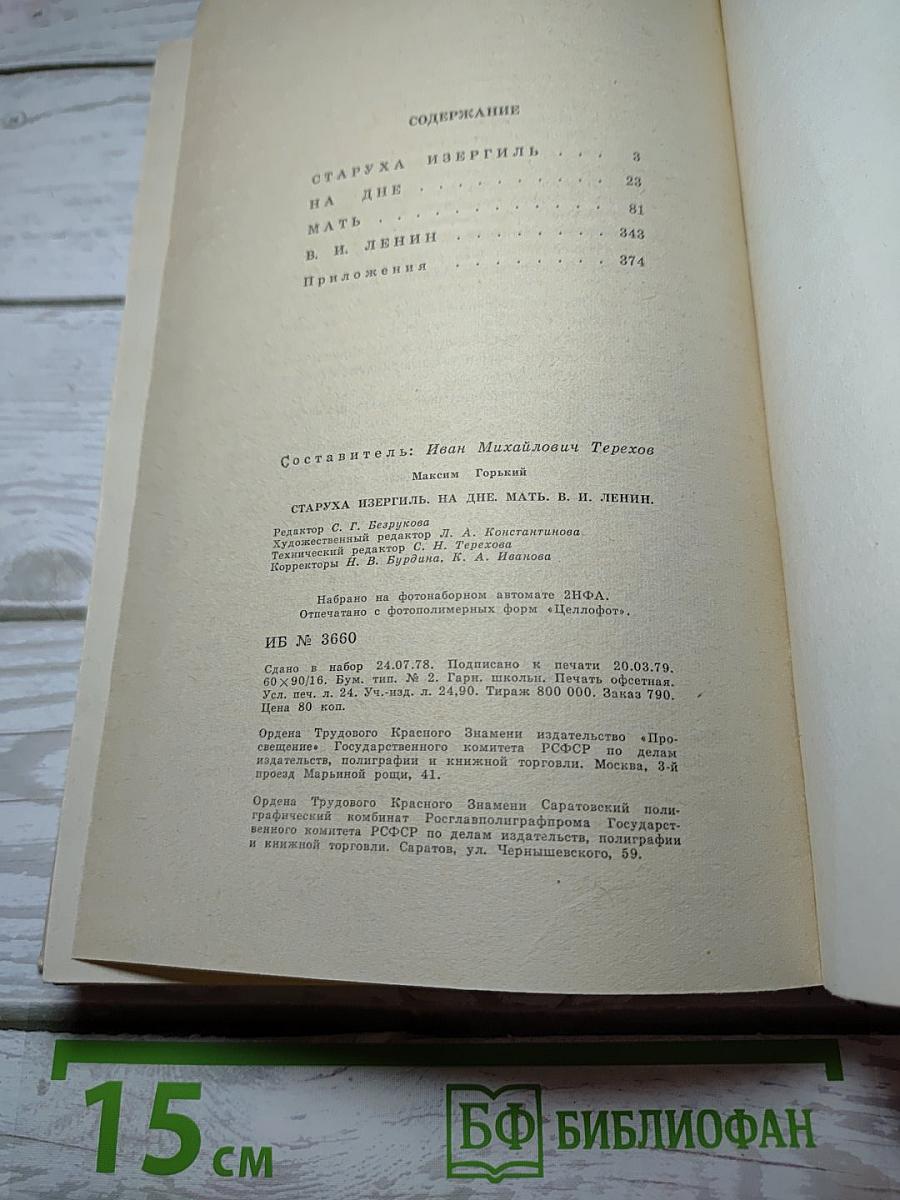 СОДЕРЖАНИЕ
СТАРУХА ИЗЕРГИЛЬ . . . 3
НА ДНЕ . . . . . . . . . . 23
МАТЬ . . . . . . . . . . . . 81
В. И. ЛЕНИН . . . . . . . . 343
Приложения . . . . . . . . 374
Составитель: Иван Михайлович Терехов
Максим Горький
СТАРУХА ИЗЕРГИЛЬ. НА ДНЕ. МАТЬ. В. И. ЛЕНИН.
Редактор С. Г. Безрукова
Художественный редактор Л. А. Константинова
Технический редактор С. Н. Терехова
Корректоры Н. В. Бурдина, К. А. Иванова
Набрано на фотонаборном автомате 2НФА.
Отпечатано с фотополимерных форм «Целлофот».
ИБ № 3660
Сдано в набор 24.07.78. Подписано к печати 20.03.79.
60×90/16. Бум. тип. № 2. Гарн. школьн. Печать офсетная.
Усл. печ. л. 24. Уч.-изд. л. 24,90. Тираж 800 000. Заказ 790.
Цена 80 коп.
Ордена Трудового Красного Знамени издательство «Про-
свещение» Государственного комитета РСФСР по делам
издательств, полиграфии и книжной торговли. Москва, 3-й
проезд Марьиной рощи, 41.
Ордена Трудового Красного Знамени Саратовский поли-
графический комбинат Росглавполиграфпрома Государст-
венного комитета РСФСР по делам издательств, полиграфии
и книжной торговли. Саратов, ул. Чернышевского, 59.
15 см
БФ БИБЛИОФАН